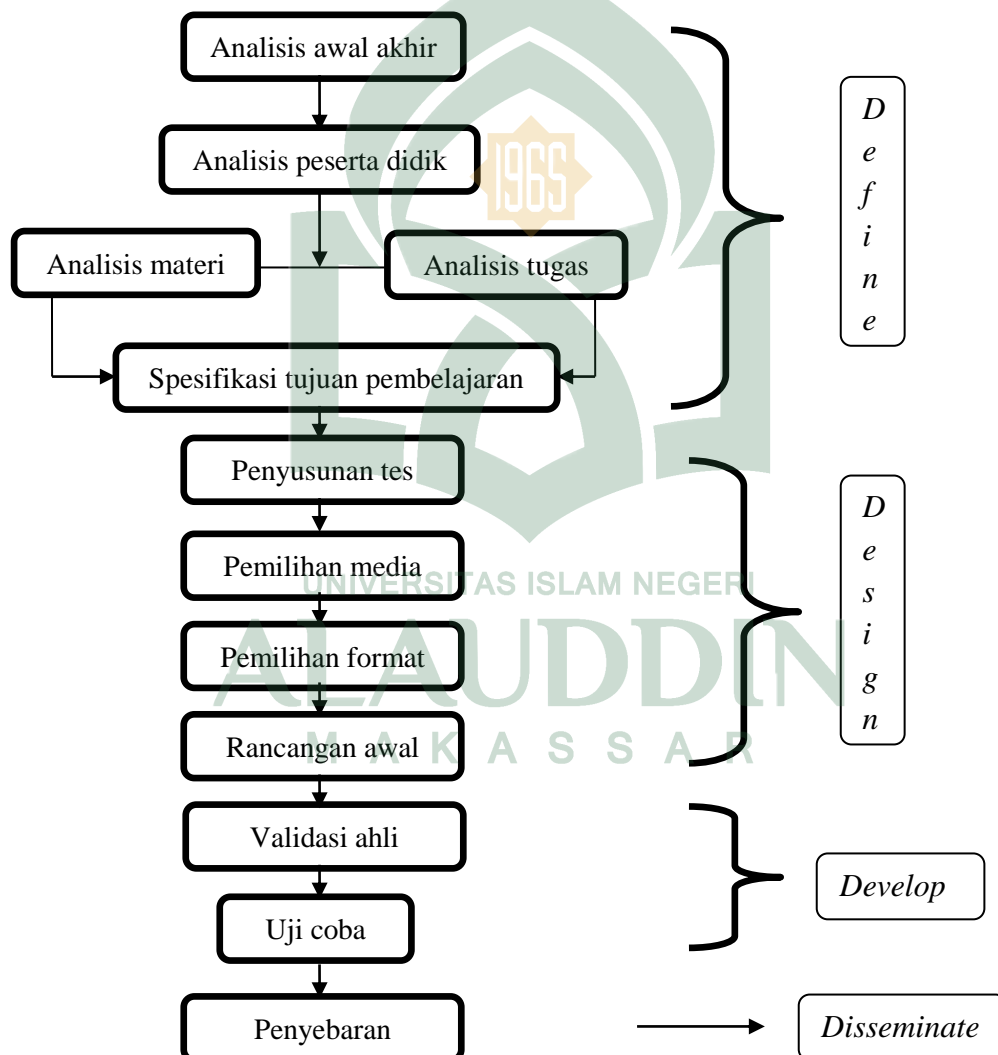 Analisis awal akhir
Analisis peserta didik
1965
Analisis materi
Analisis tugas
Spesifikasi tujuan pembelajaran
D
e
f
i
n
e
Penyusunan tes
Pemilihan media
UNIVERSITAS ISLAM NEGERI
Pemilihan format
ALAUDDIN
Rancangan awal
MAKASSAR
D
e
s
i
g
n
Validasi ahli
Uji coba
Develop
Penyebaran
Disseminate